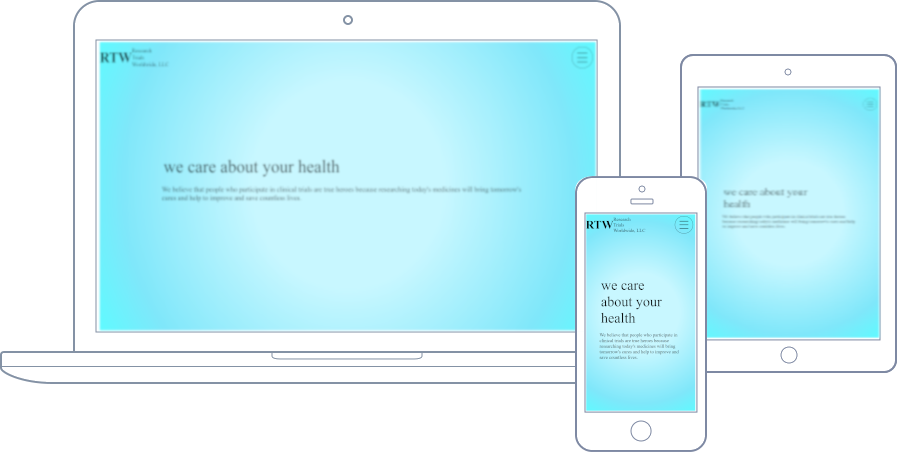 RTW
Research
Trials
Worldwide, LLC
we care about your health
We believe that people who participate in clinical trials are true heroes because researching today's medicines will bring tomorrow's
cures and help to improve and save countless lives.
RTW
Research
Trials
Worldwide, LLC
we care
about your
health
We believe that people who participate in
clinical trials are true heroes because
researching today's medicines will bring
tomorrow's cures and help to improve and
save countless lives.
RTW
we care about your
health